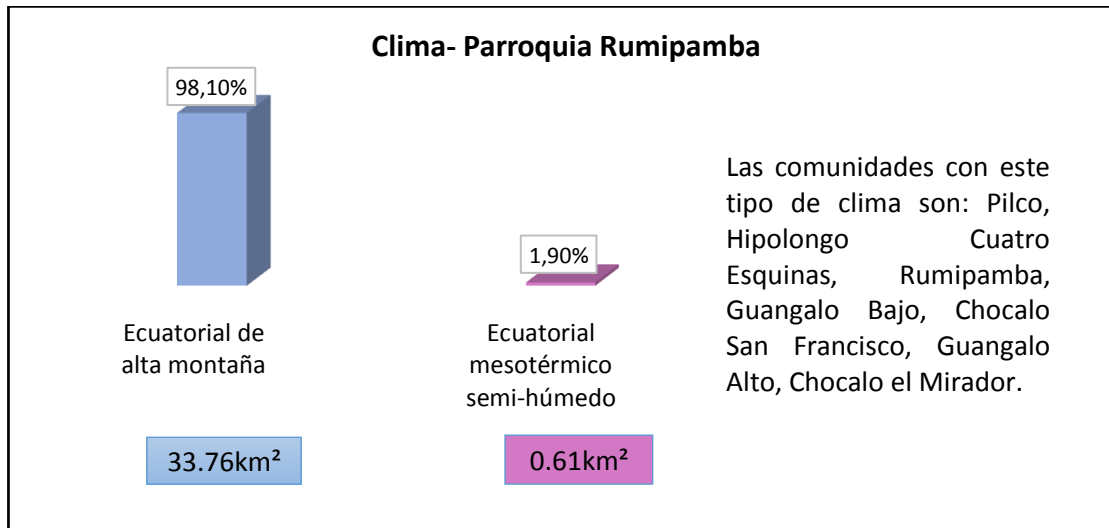 Clima- Parroquia Rumipamba
98,10%
1,90%
Ecuatorial de
alta montaña
Ecuatorial
mesotérmico
semi-húmedo
33.76km²
0.61km²
Las comunidades con este
tipo de clima son: Pilco,
Hipolongo Cuatro
Esquinas, Rumipamba,
Guangalo Bajo, Chocalo
San Francisco, Guangalo
Alto, Chocalo el Mirador.